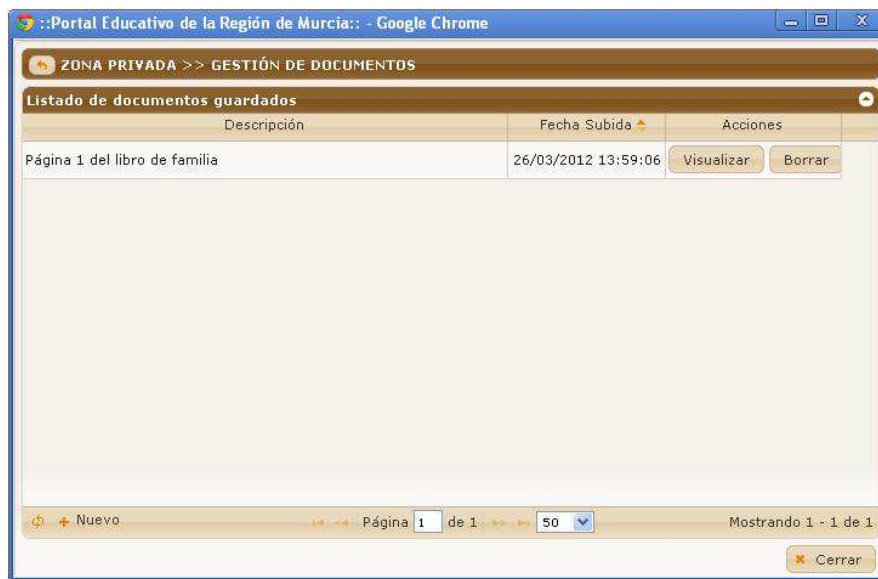 ::Portal Educativo de la Región de Murcia:: - Google Chrome
ZONA PRIVADA >> GESTIÓN DE DOCUMENTOS
Listado de documentos guardados
Descripción Fecha Subida Acciones
Página 1 del libro de familia 26/03/2012 13:59:06 Visualizar Borrar
Nuevo Página 1 de 1 50 Mostrando 1 - 1 de 1
Cerrar